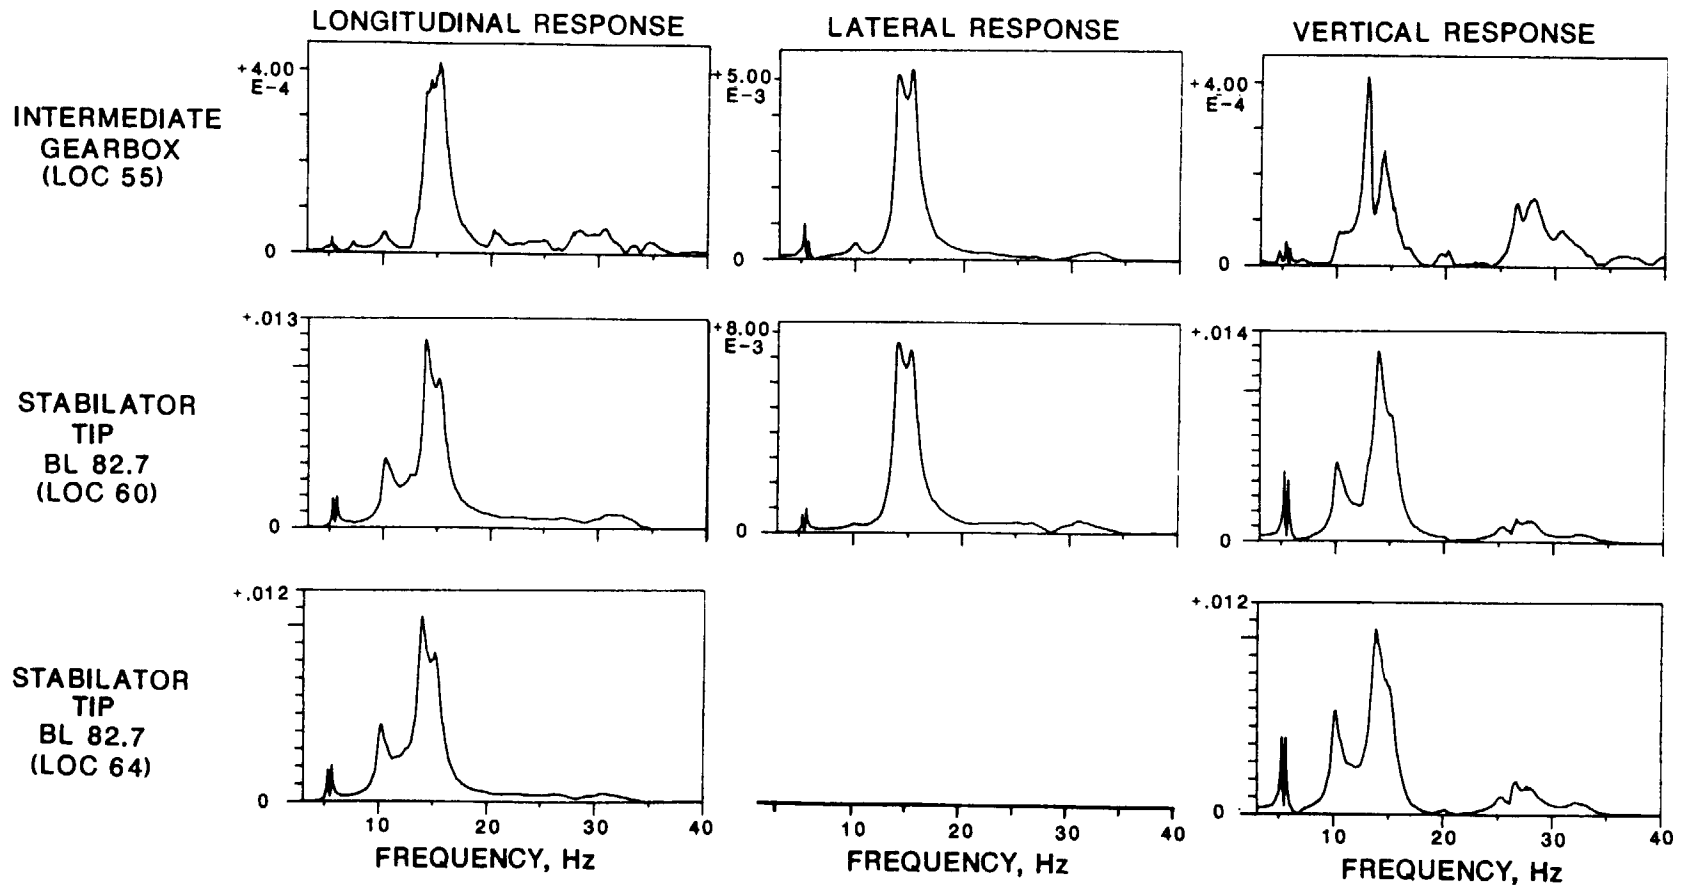 LONGITUDINAL RESPONSE
LATERAL RESPONSE
VERTICAL RESPONSE
INTERMEDIATE
GEARBOX
(LOC 55)
+4.00
E-4
0
+5.00
E-3
0
+4.00
E-4
0
STABILATOR
TIP
BL 82.7
(LOC 60)
+.013
0
+8.00
E-3
0
+.014
0
STABILATOR
TIP
BL 82.7
(LOC 64)
+.012
0
10 20 30 40
FREQUENCY, Hz
10 20 30 40
FREQUENCY, Hz
+.012
0
10 20 30 40
FREQUENCY, Hz